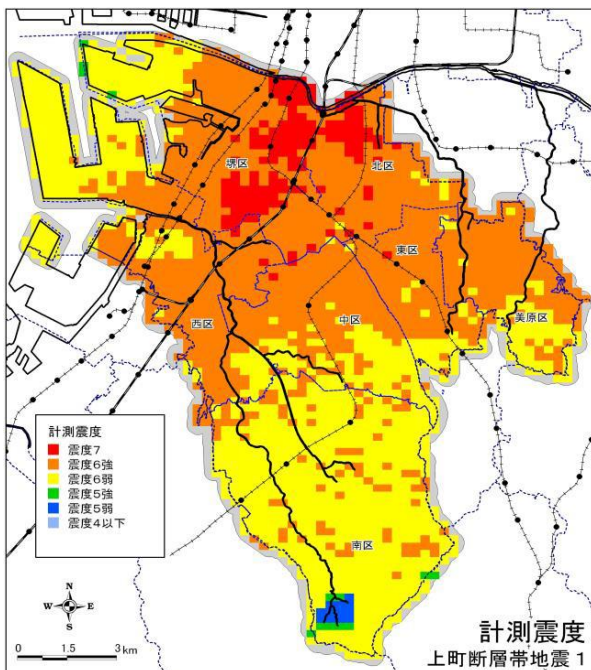 堺区
北区
東区
西区
中区
美原区
南区
計測震度
震度7
震度6強
震度6弱
震度5強
震度5弱
震度4以下
N
W E
S
0 1.5 3 km
計測震度
上町断層帯地震1